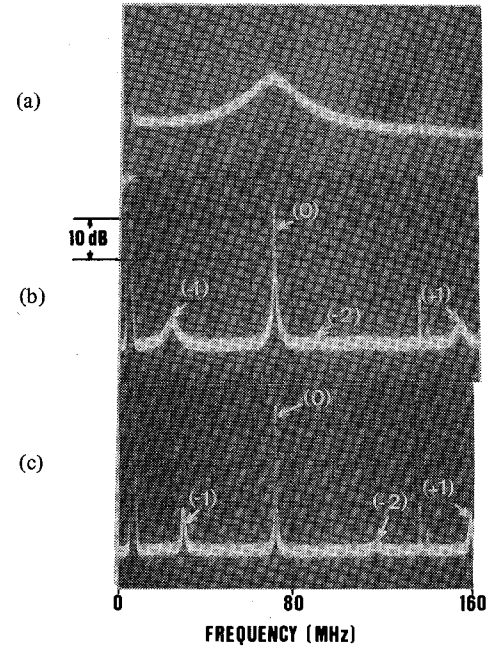 (a)
(0)
10 dB
(b)
(-1)
(-2)
(+1)
(0)
(c)
(-1)
(-2)
(+1)
0 80 160
FREQUENCY (MHz)